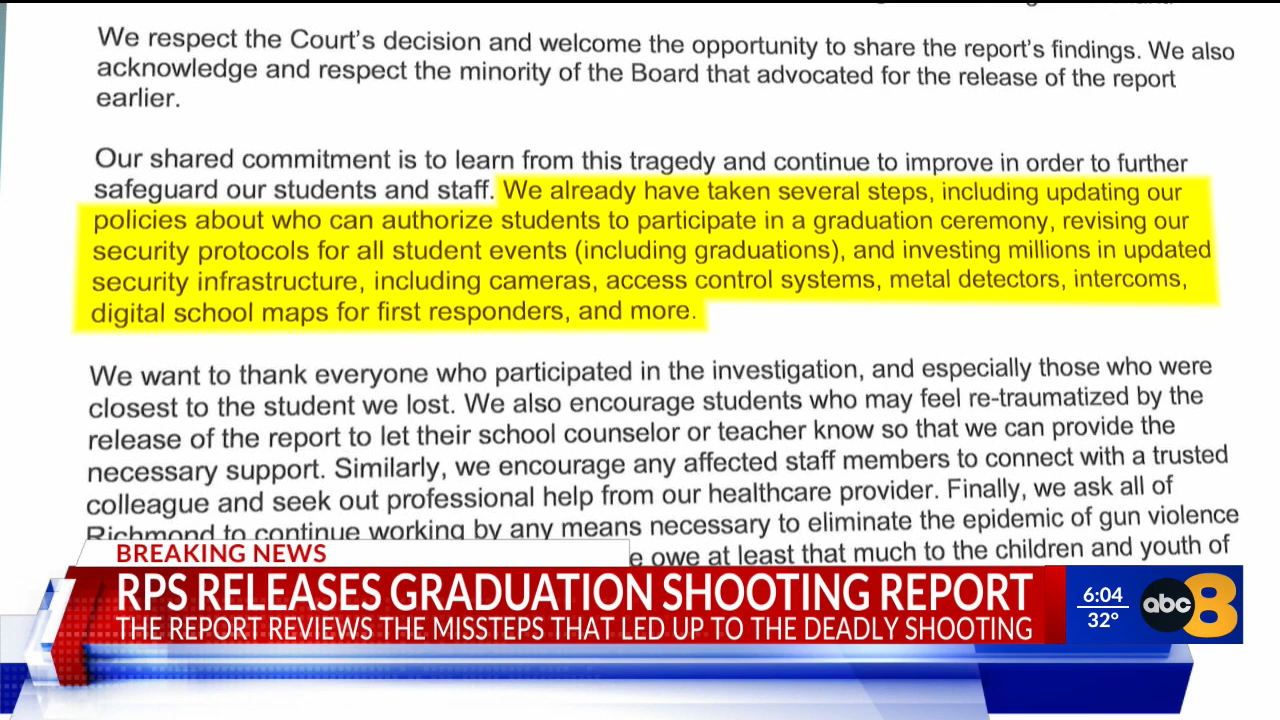 We respect the Court's decision and welcome the opportunity to share the report's findings. We also
acknowledge and respect the minority of the Board that advocated for the release of the report
earlier.
Our shared commitment is to learn from this tragedy and continue to improve in order to further
safeguard our students and staff. We already have taken several steps, including updating our
policies about who can authorize students to participate in a graduation ceremony, revising our
security protocols for all student events (including graduations), and investing millions in updated
security infrastructure, including cameras, access control systems, metal detectors, intercoms,
digital school maps for first responders, and more.
We want to thank everyone who participated in the investigation, and especially those who were
closest to the student we lost. We also encourage students who may feel re-traumatized by the
release of the report to let their school counselor or teacher know so that we can provide the
necessary support. Similarly, we encourage any affected staff members to connect with a trusted
colleague and seek out professional help from our healthcare provider. Finally, we ask all of
Richmond to continue working by any means necessary to eliminate the epidemic of gun violence
owe at least that much to the children and youth of
BREAKING NEWS
RPS RELEASES GRADUATION SHOOTING REPORT
THE REPORT REVIEWS THE MISSTEPS THAT LED UP TO THE DEADLY SHOOTING
6:04
32°
abc 8